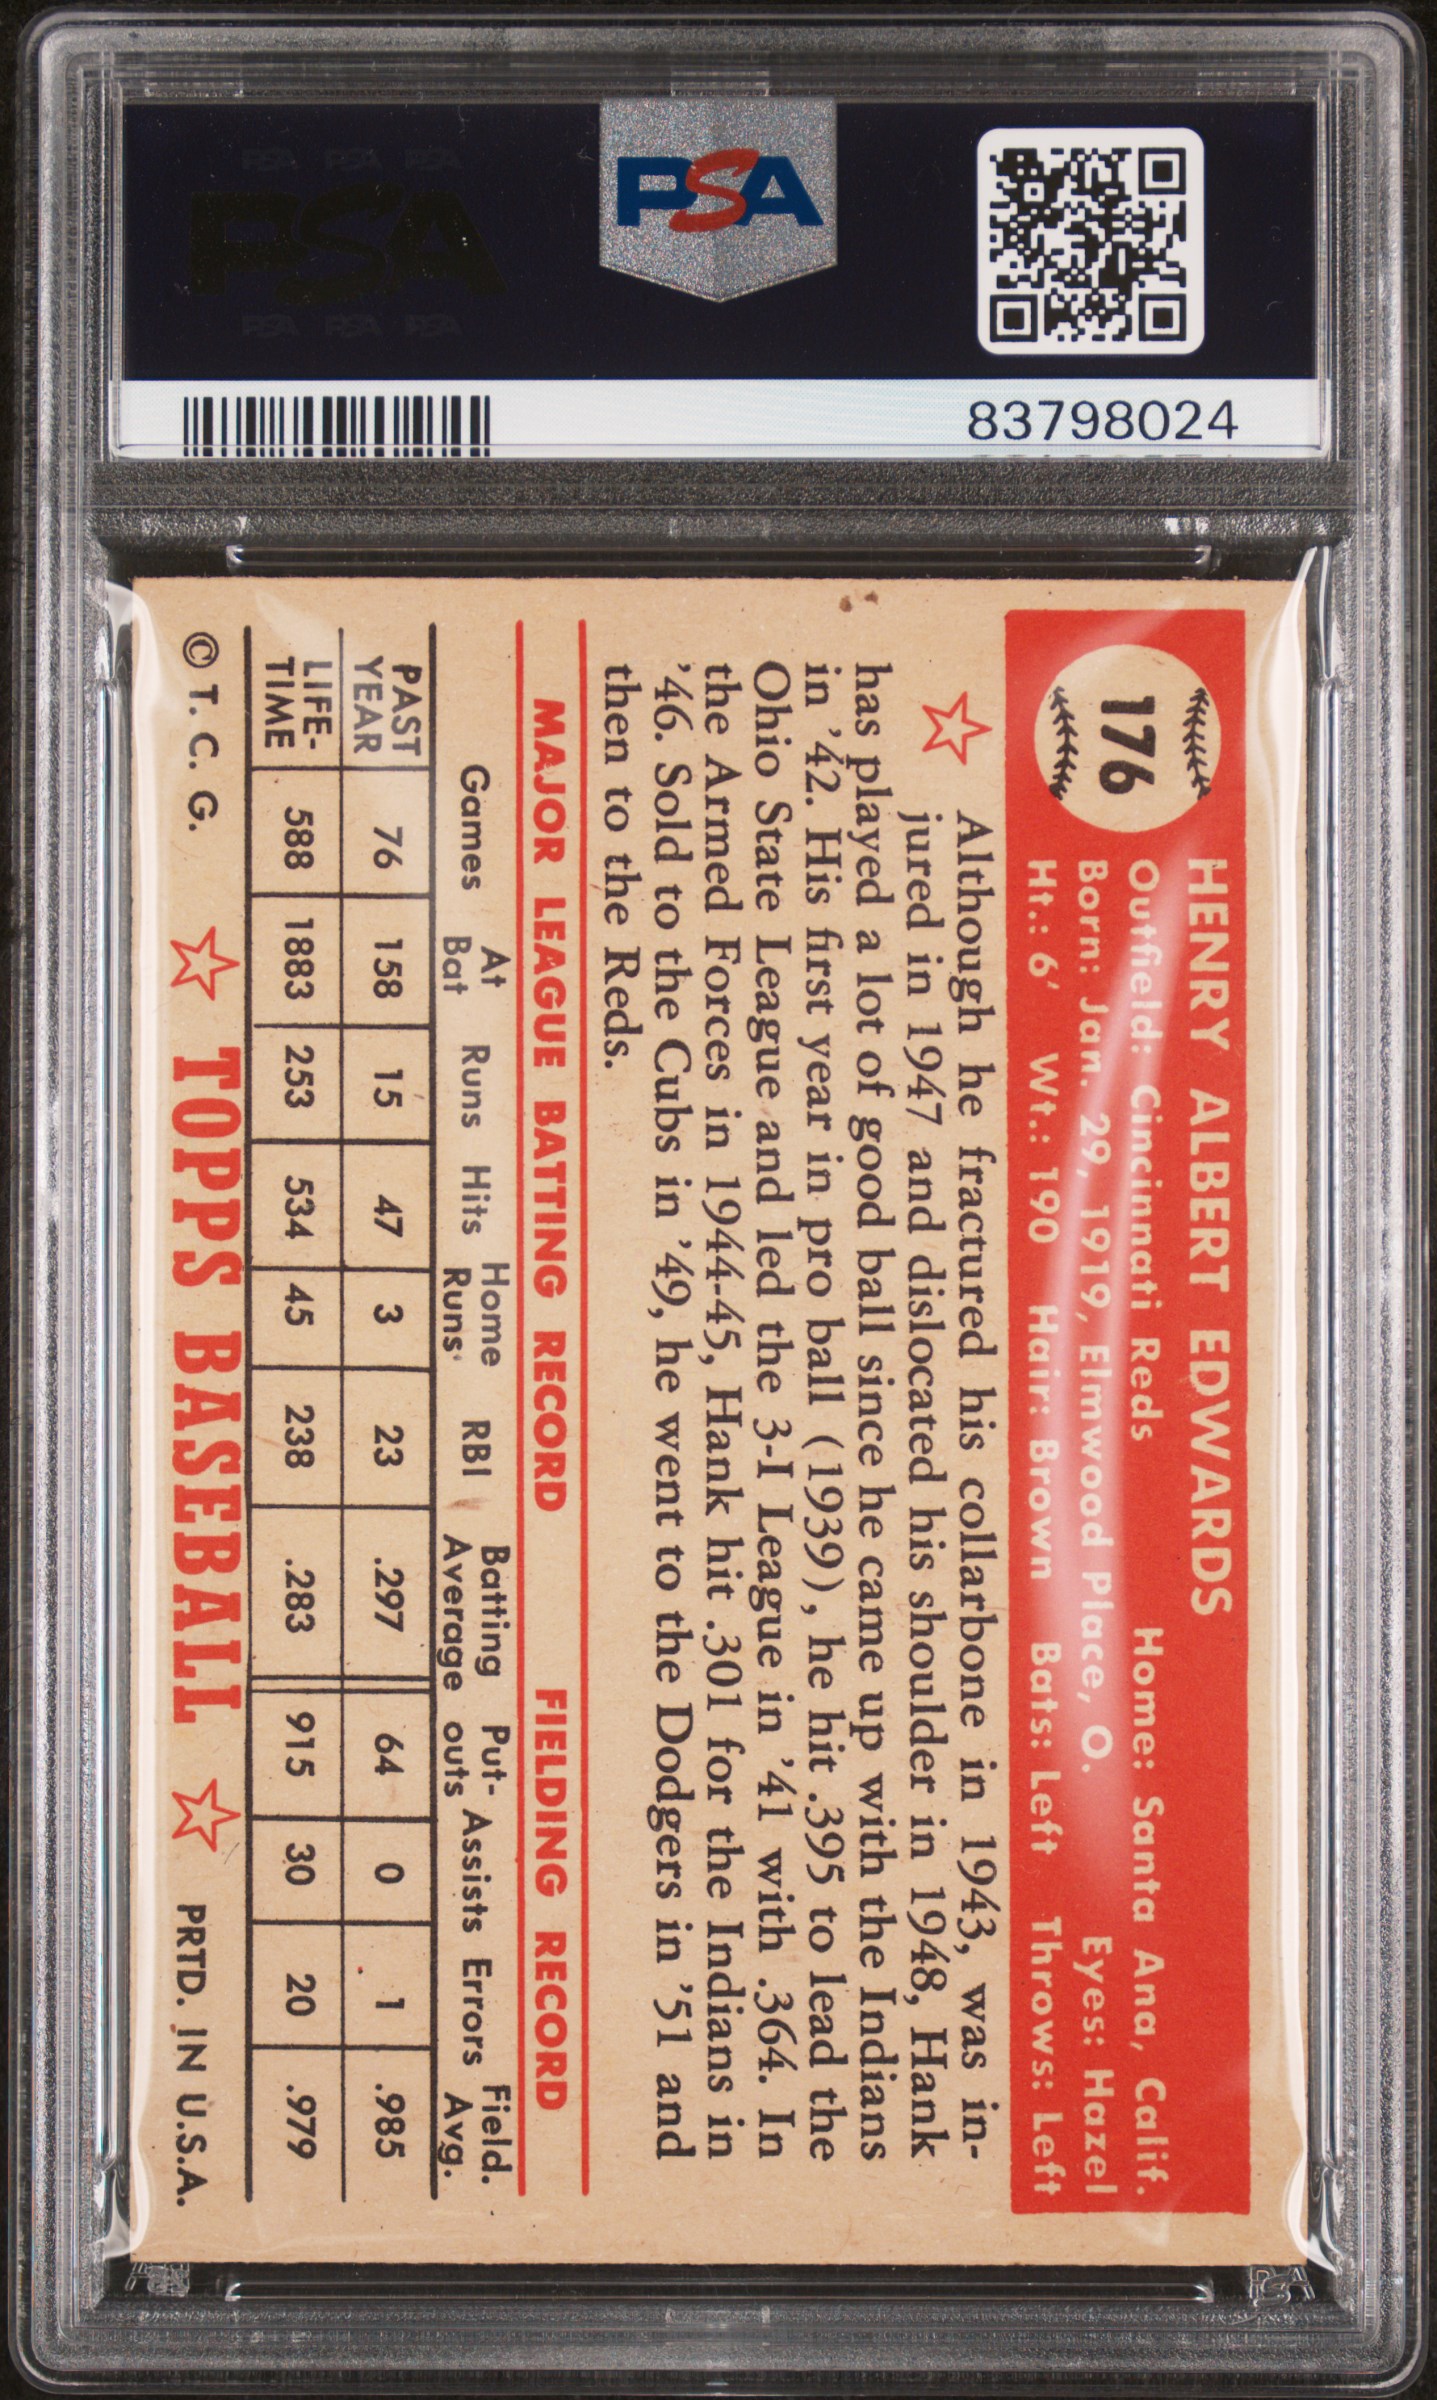 PSA PSA PSA
PSA
PSA PSA PSA
PSA
83798024
176
HENRY ALBERT EDWARDS
Outfield: Cincinnati Reds Home: Santa Ana, Calif.
Born: Jan. 29, 1919, Elmwood Place, O. Eyes: Hazel
Ht.: 6' Wt.: 190 Hair: Brown Bats: Left Throws: Left
Although he fractured his collarbone in 1943, was in-
jured in 1947 and dislocated his shoulder in 1948, Hank
has played a lot of good ball since he came up with the Indians
in '42. His first year in pro ball (1939), he hit .395 to lead the
Ohio State League and led the 3-I League in '41 with .364. In
the Armed Forces in 1944-45, Hank hit .301 for the Indians in
'46. Sold to the Cubs in '49, he went to the Dodgers in '51 and
then to the Reds.
MAJOR LEAGUE BATTING RECORD FIELDING RECORD
Games At Bat Runs Hits Home Runs RBI Batting Average Put-outs Assists Errors Field. Avg.
PAST YEAR 76 158 15 47 3 23 .297 64 0 1 .985
LIFE-TIME 588 1883 253 534 45 238 .283 915 30 20 .979
© T. C. G. TOPPS BASEBALL PRTD. IN U.S.A.
PSA
PSA